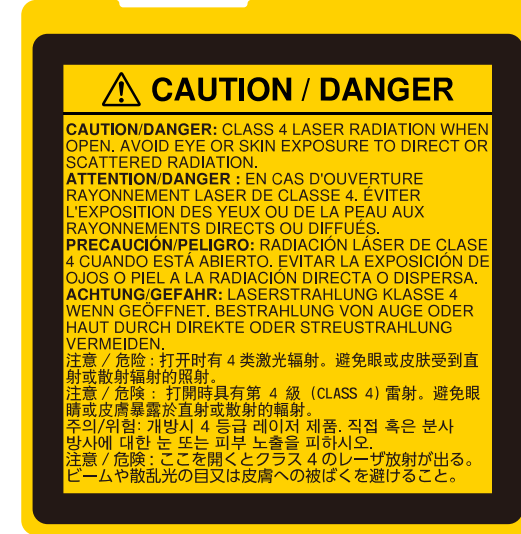 CAUTION / DANGER
CAUTION/DANGER: CLASS 4 LASER RADIATION WHEN
OPEN. AVOID EYE OR SKIN EXPOSURE TO DIRECT OR
SCATTERED RADIATION.
ATTENTION/DANGER : EN CAS D'OUVERTURE
RAYONNEMENT LASER DE CLASSE 4. ÉVITER
L'EXPOSITION DES YEUX OU DE LA PEAU AUX
RAYONNEMENTS DIRECTS OU DIFFUÉS.
PRECAUCIÓN/PELIGRO: RADIACIÓN LÁSER DE CLASE
4 CUANDO ESTÁ ABIERTO. EVITAR LA EXPOSICIÓN DE
OJOS O PIEL A LA RADIACIÓN DIRECTA O DISPERSA.
ACHTUNG/GEFAHR: LASERSTRAHLUNG KLASSE 4
WENN GEÖFFNET. BESTRAHLUNG VON AUGE ODER
HAUT DURCH DIREKTE ODER STREUSTRAHLUNG
VERMEIDEN.
注意 / 危险 : 打开时有 4 类激光辐射。避免眼或皮肤受到直
射或散射辐射的照射。
注意 / 危険 : 打開時具有第 4 級 (CLASS 4) 雷射。避免眼
睛或皮膚暴露於直射或散射的輻射。
주의/위험: 개방시 4 등급 레이저 제품. 직접 혹은 분사
방사에 대한 눈 또는 피부 노출을 피하시오.
注意 / 危険 : ここを開くとクラス 4 のレーザ放射が出る。
ビームや散乱光の目又は皮膚への被ばくを避けること。